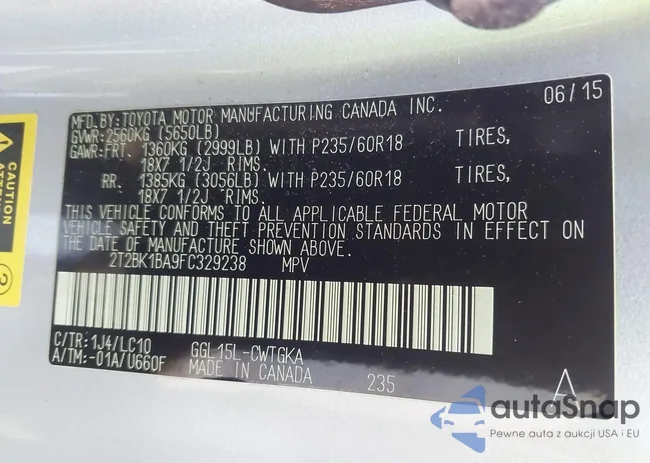 MFD.BY:TOYOTA MOTOR MANUFACTURING CANADA INC. 06/15
GVWR:2560KG (5650LB)
GAWR:FRT. 1360KG (2999LB) WITH P235/60R18 TIRES,
18X7 1/2J RIMS.
RR. 1385KG (3056LB) WITH P235/60R18 TIRES,
18X7 1/2J RIMS.
THIS VEHICLE CONFORMS TO ALL APPLICABLE FEDERAL MOTOR
VEHICLE SAFETY AND THEFT PREVENTION STANDARDS IN EFFECT ON
THE DATE OF MANUFACTURE SHOWN ABOVE.
2T2BK1BA9FC329238 MPV
C/TR:1J4/LC10 GGL15L-CWTGKA
A/TM:-01A/U660F MADE IN CANADA 235 A
CAUTION
autaSnap
Pewne auta z aukcji USA i EU